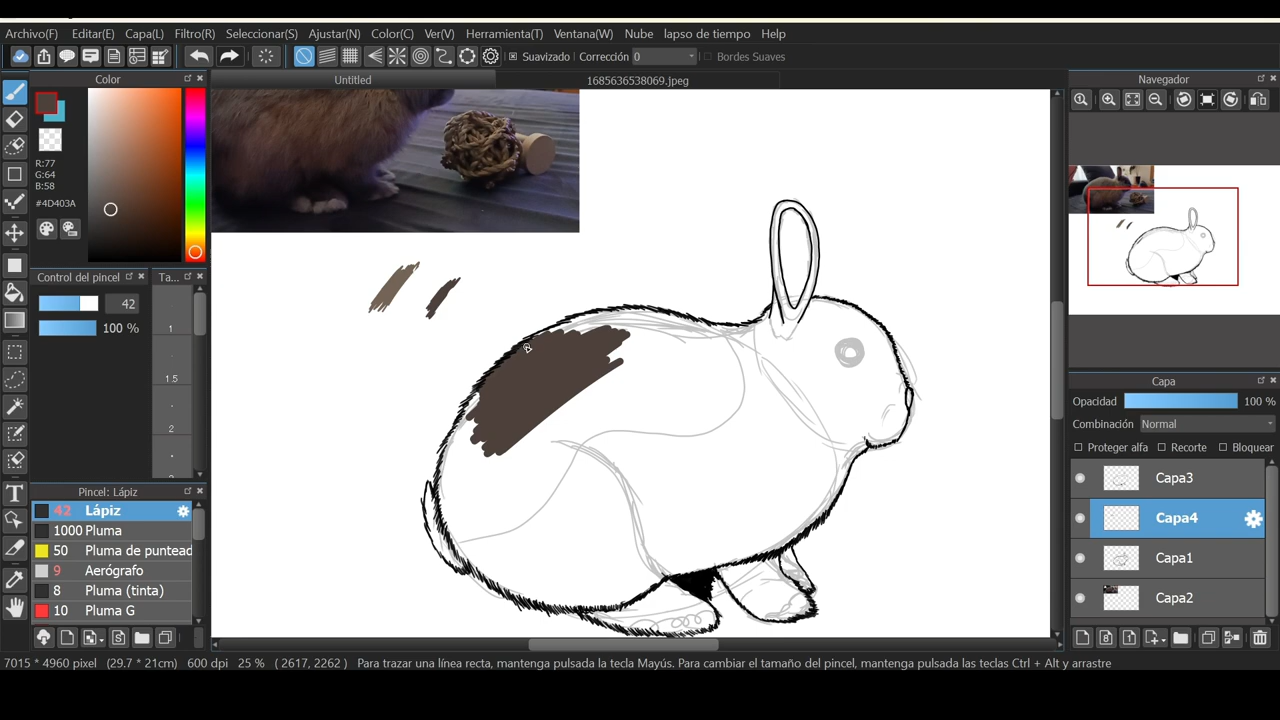 Archivo(F) Editar(E) Capa(L) Filtro(R) Seleccionar(S) Ajustar(N) Color(C) Ver(V) Herramienta(T) Ventana(W) Nube lapso de tiempo Help
Suavizado Corrección 0 Bordes Suaves
Color
Untitled
1685636538069.jpeg
Navegador
R:77
G:64
B:58
#4D403A
Control del pincel
Ta...
42
100 %
1
1.5
2
Capa
Opacidad 100 %
Combinación Normal
Proteger alfa Recorte Bloquear
Capa3
Capa4
Capa1
Capa2
Pincel: Lápiz
42 Lápiz
1000 Pluma
50 Pluma de puntead
9 Aerógrafo
8 Pluma (tinta)
10 Pluma G
7015 * 4960 pixel (29.7 * 21cm) 600 dpi 25 % ( 2617, 2262 ) Para trazar una línea recta, mantenga pulsada la tecla Mayús. Para cambiar el tamaño del pincel, mantenga pulsadas las teclas Ctrl + Alt y arrastre